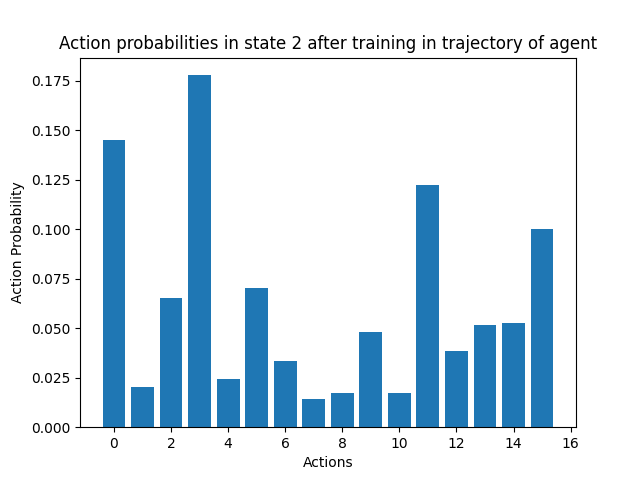 Action probabilities in state 2 after training in trajectory of agent
0.175
0.150
0.125
0.100
0.075
0.050
0.025
0.000
Action Probability
0 2 4 6 8 10 12 14 16
Actions